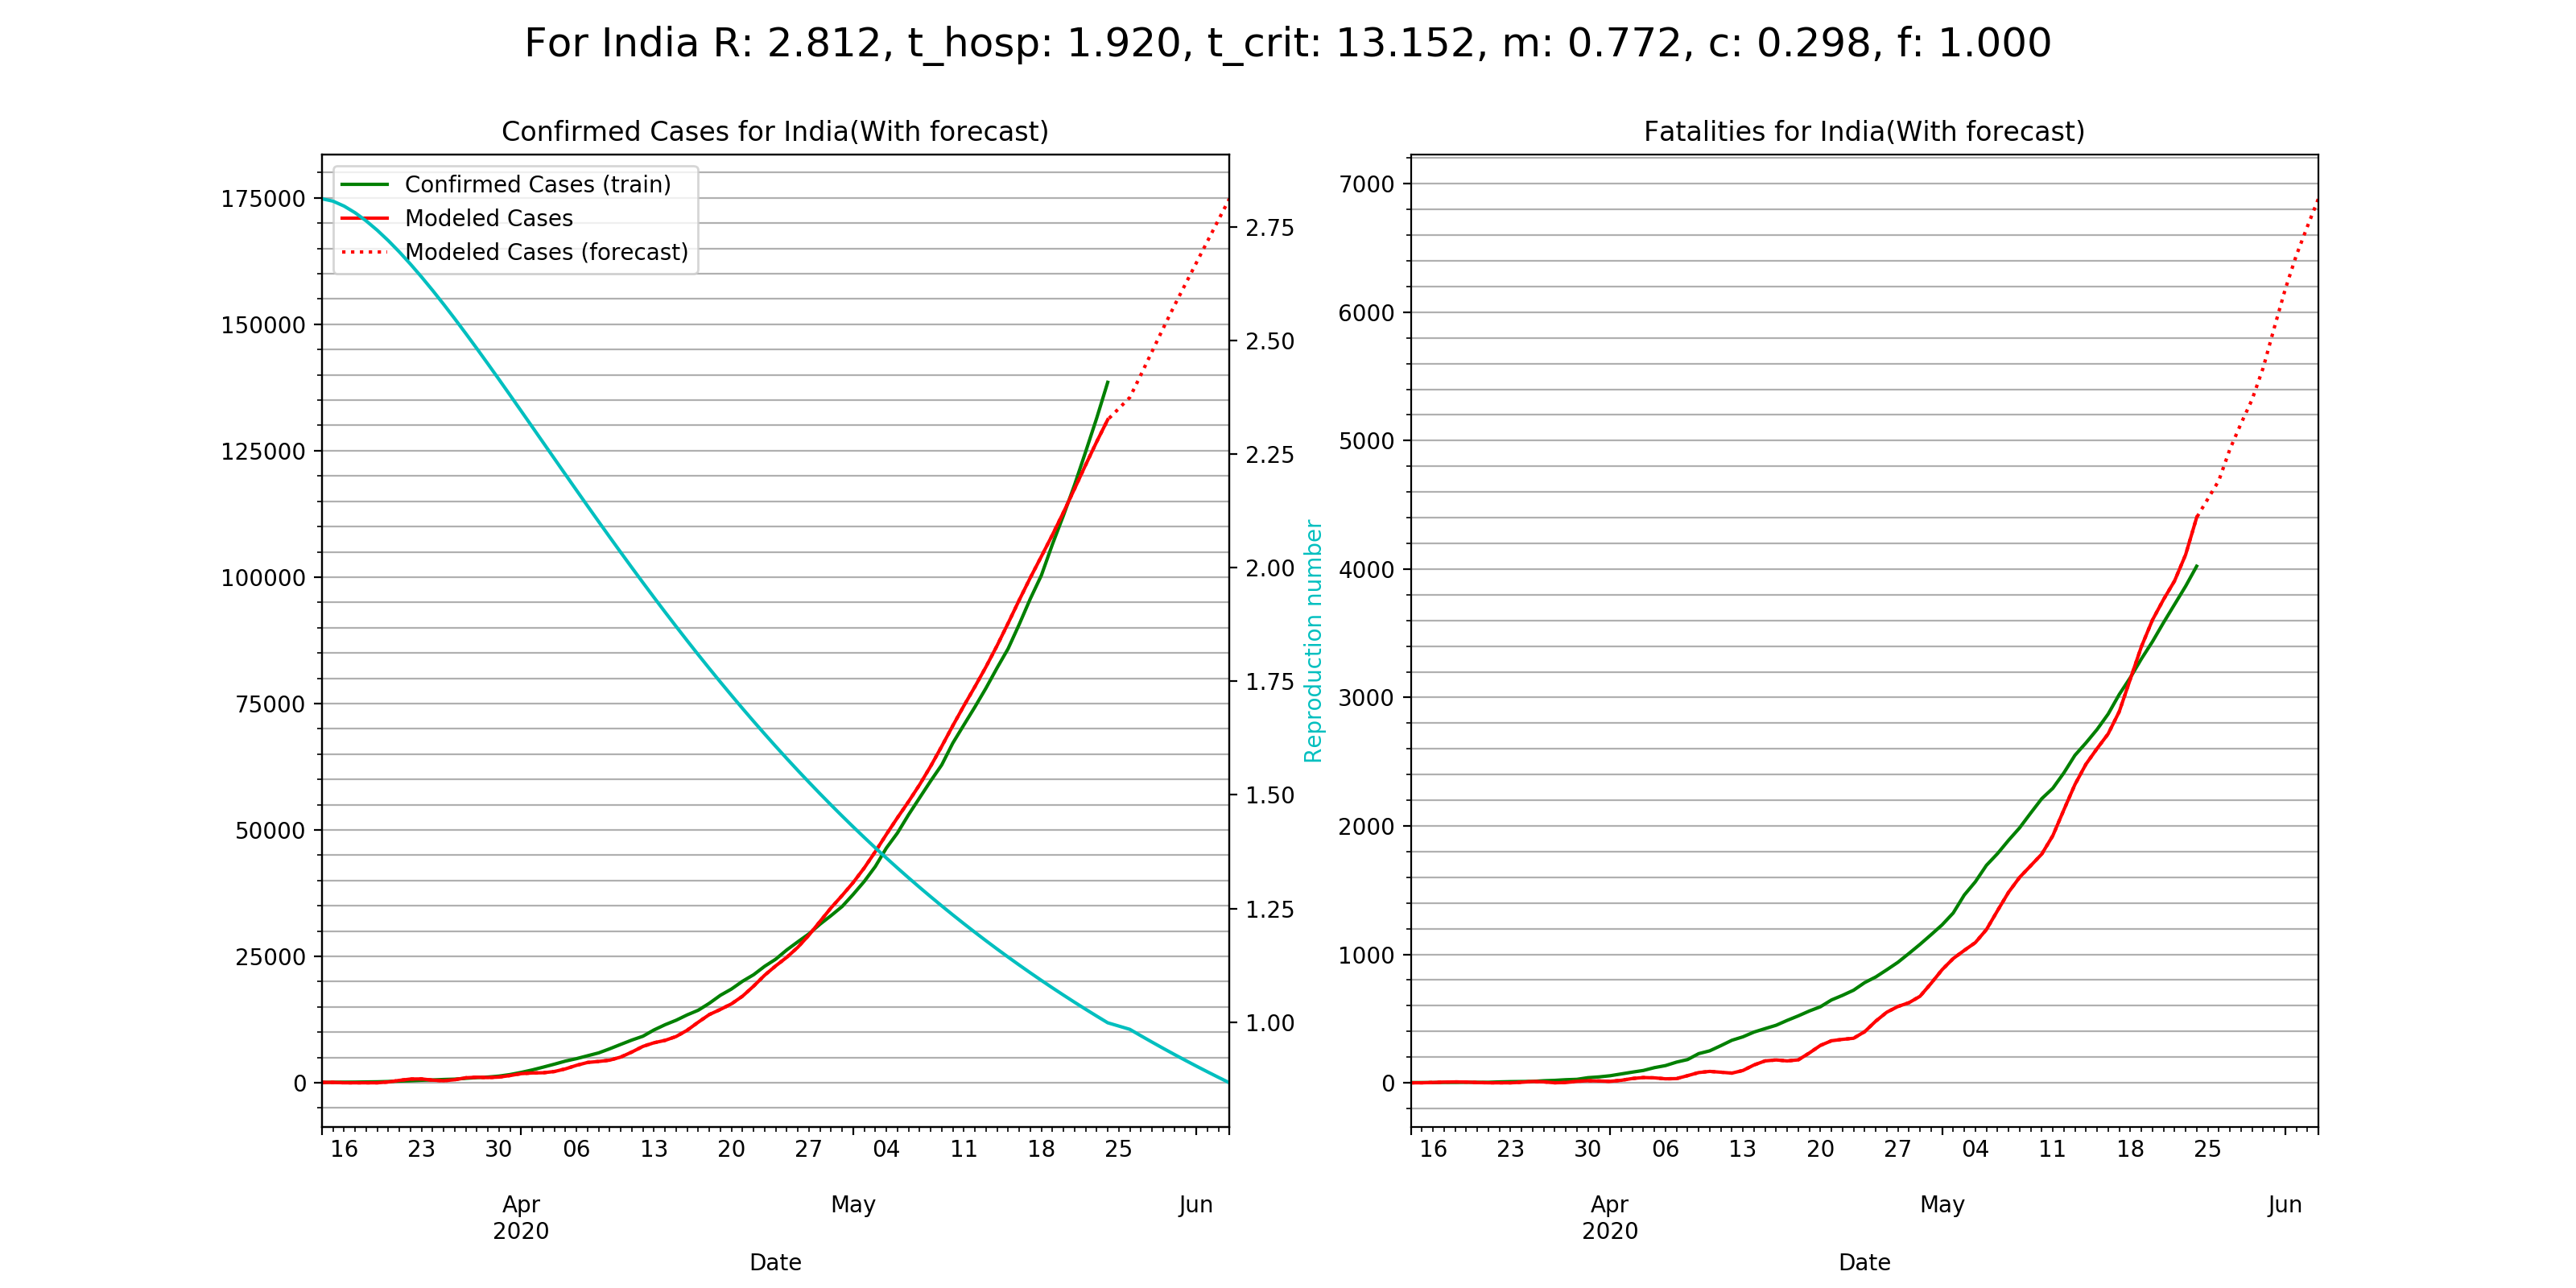 For India R: 2.812, t_hosp: 1.920, t_crit: 13.152, m: 0.772, c: 0.298, f: 1.000
Confirmed Cases for India(With forecast)
Confirmed Cases (train)
Modeled Cases
Modeled Cases (forecast)
175000
150000
125000
100000
75000
50000
25000
0
2.75
2.50
2.25
2.00
1.75
1.50
1.25
1.00
Reproduction number
16 23 30 06 13 20 27 04 11 18 25
Apr May Jun
2020
Date
Fatalities for India(With forecast)
7000
6000
5000
4000
3000
2000
1000
0
16 23 30 06 13 20 27 04 11 18 25
Apr May Jun
2020
Date